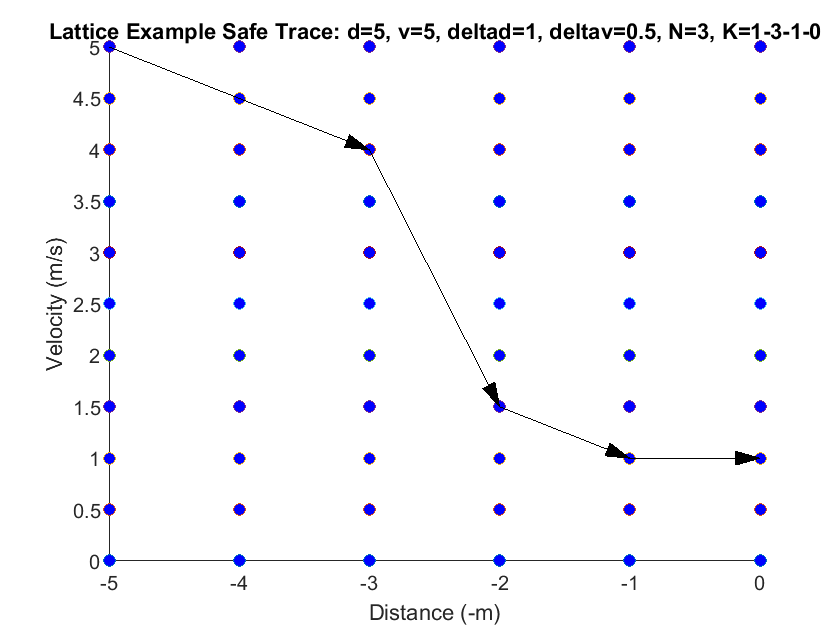 Lattice Example Safe Trace: d=5, v=5, deltad=1, deltav=0.5, N=3, K=1-3-1-0
5
4.5
4
3.5
3
2.5
2
1.5
1
0.5
0
Velocity (m/s)
-5 -4 -3 -2 -1 0
Distance (-m)